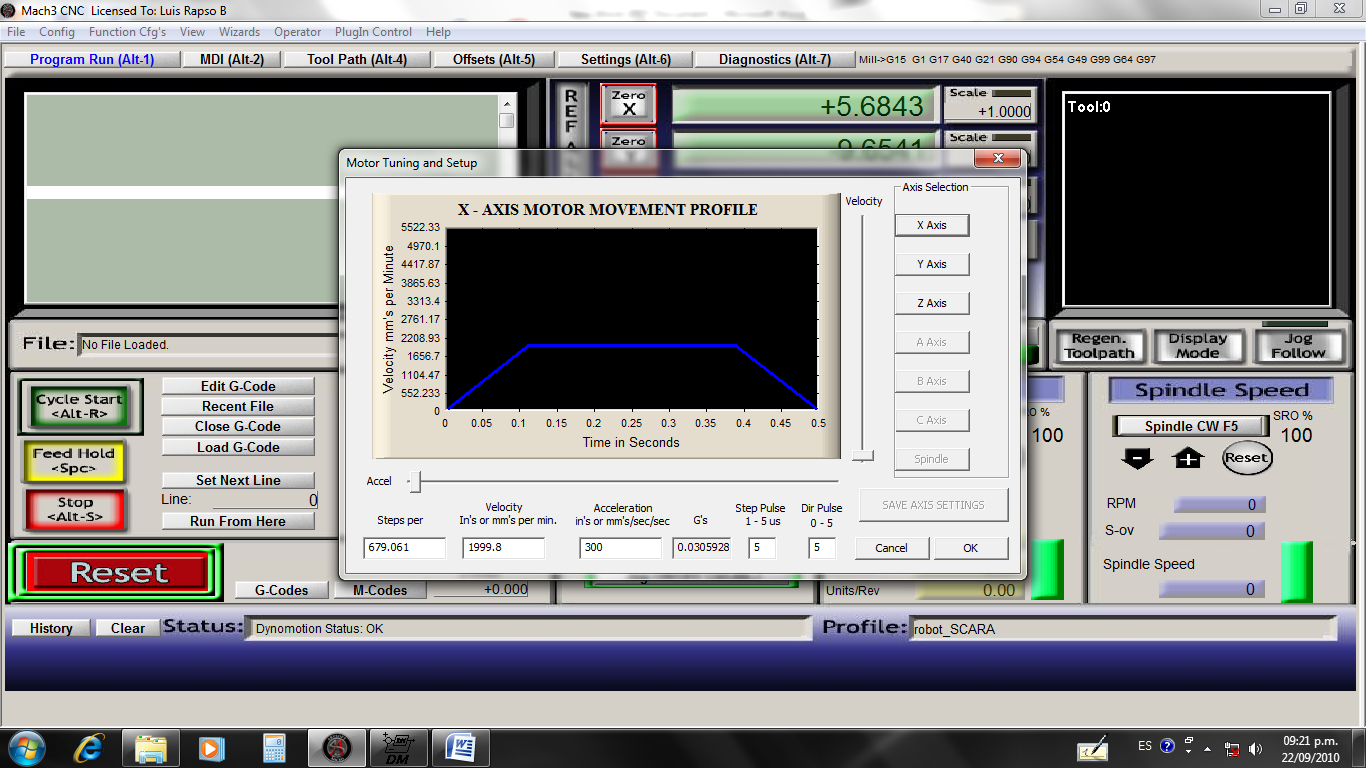 Mach3 CNC Licensed To: Luis Rapso B
File Config Function Cfg's View Wizards Operator PlugIn Control Help
Program Run (Alt-1) MDI (Alt-2) Tool Path (Alt-4) Offsets (Alt-5) Settings (Alt-6) Diagnostics (Alt-7) Mill->G15 G1 G17 G40 G21 G90 G94 G54 G49 G99 G64 G97
REF
Zero X +5.6843 Scale +1.0000
Zero Scale
Tool:0
Motor Tuning and Setup
X - AXIS MOTOR MOVEMENT PROFILE
Velocity mm's per Minute
5522.33
4970.1
4417.87
3865.63
3313.4
2761.17
2208.93
1656.7
1104.47
552.233
0
0 0.05 0.1 0.15 0.2 0.25 0.3 0.35 0.4 0.45 0.5
Time in Seconds
Velocity
Accel
Axis Selection
X Axis
Y Axis
Z Axis
A Axis
B Axis
C Axis
Spindle
SAVE AXIS SETTINGS
Steps per
679.061
Velocity
In's or mm's per min.
1999.8
Acceleration
in's or mm's/sec/sec
300
G's
0.0305928
Step Pulse
1 - 5 us
5
Dir Pulse
0 - 5
5
Cancel OK
File: No File Loaded.
Regen. Toolpath
Display Mode
Jog Follow
Cycle Start
<Alt-R>
Feed Hold
<Spc>
Stop
<Alt-S>
Edit G-Code
Recent File
Close G-Code
Load G-Code
Set Next Line
Line: 0
Run From Here
Reset
G-Codes M-Codes +0.000
Units/Rev 0.00
Spindle Speed
Spindle CW F5
SRO %
100
Reset
RPM 0
S-ov 0
Spindle Speed
0
History Clear Status: Dynomotion Status: OK
Profile: robot_SCARA
DM
ES
09:21 p.m.
22/09/2010